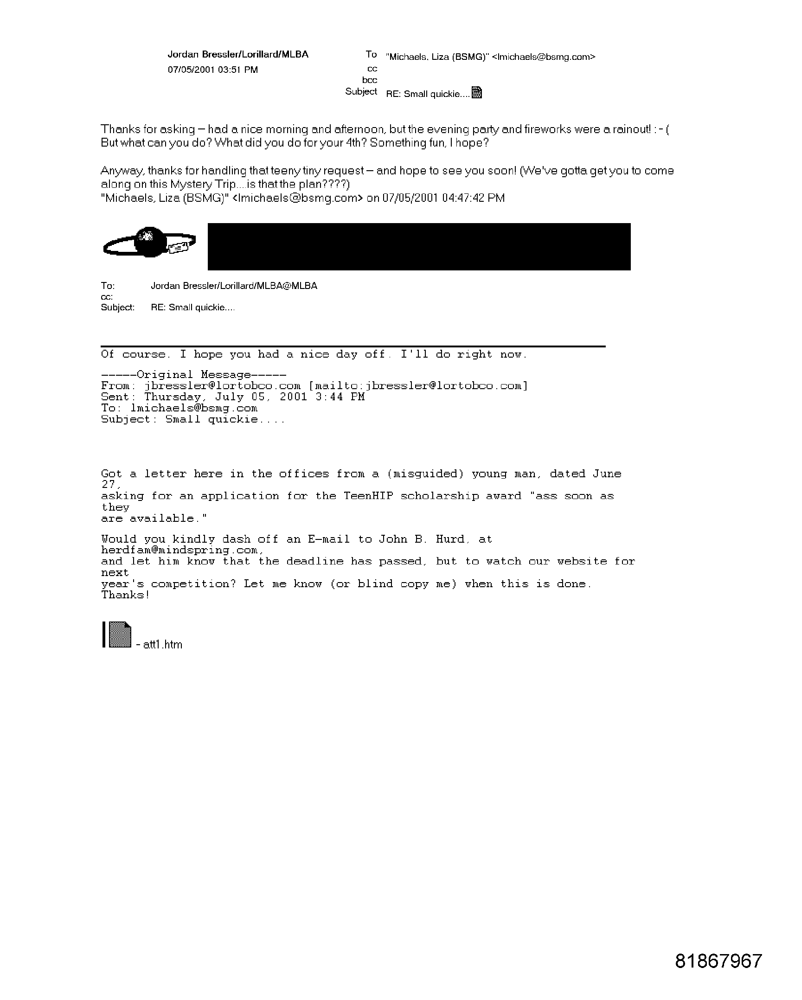 Jordan Bressler/Lorillard/MLBA
07/05/2001 03:51 PM
To "Michaels, Liza (BSMG)" <lmichaels@bsmg.com>
cc
bcc
Subject RE: Small quickie....
Thanks for asking – had a nice morning and afternoon, but the evening party and fireworks were a rainout! : - (
But what can you do? What did you do for your 4th? Something fun, I hope?
Anyway, thanks for handling that teeny tiny request – and hope to see you soon! (We've gotta get you to come
along on this Mystery Trip....is that the plan????)
"Michaels, Liza (BSMG)" <lmichaels@bsmg.com> on 07/05/2001 04:47:42 PM
To: Jordan Bressler/Lorillard/MLBA@MLBA
cc:
Subject: RE: Small quickie....
Of course. I hope you had a nice day off. I'll do right now.
-----Original Message-----
From: jbressler@lortobco.com [mailto:jbressler@lortobco.com]
Sent: Thursday, July 05, 2001 3:44 PM
To: lmichaels@bsmg.com
Subject: Small quickie....
Got a letter here in the offices from a (misguided) young man, dated June
27,
asking for an application for the TeenHIP scholarship award "ass soon as
they
are available."
Would you kindly dash off an E-mail to John B. Hurd, at
herdfam@mindspring.com,
and let him know that the deadline has passed, but to watch our website for
next
year's competition? Let me know (or blind copy me) when this is done.
Thanks!
- att1.htm
81867967